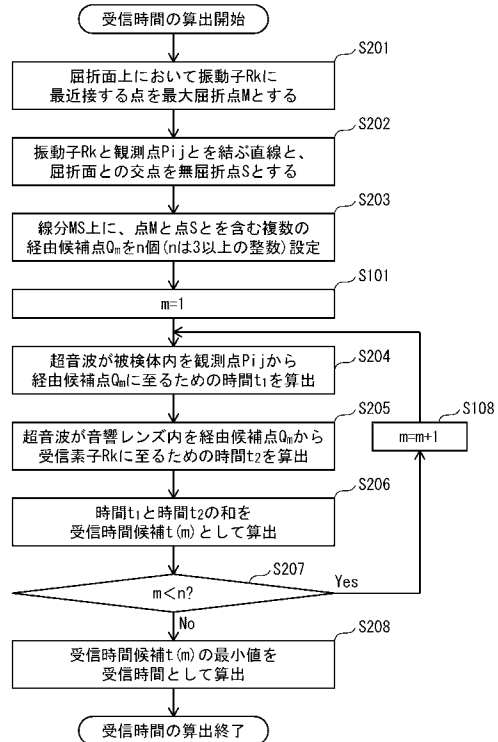 受信時間の算出開始
S201
屈折面上において振動子Rkに
最近接する点を最大屈折点Mとする
S202
振動子Rkと観測点Pijとを結ぶ直線と、
屈折面との交点を無屈折点Sとする
S203
線分MS上に、点Mと点Sとを含む複数の
経由候補点Qmをn個(nは3以上の整数)設定
S101
m=1
S204
超音波が被検体内を観測点Pijから
経由候補点Qmに至るための時間t₁を算出
S205
超音波が音響レンズ内を経由候補点Qmから
受信素子Rkに至るための時間t₂を算出
S108
m=m+1
S206
時間t₁と時間t₂の和を
受信時間候補t(m)として算出
S207
m<n?
Yes
No
S208
受信時間候補t(m)の最小値を
受信時間として算出
受信時間の算出終了